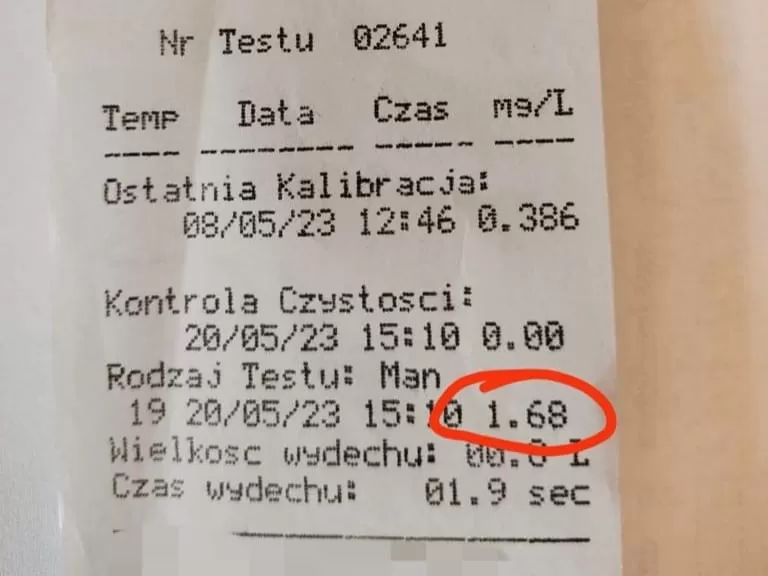 Nr Testu 02641
Temp Data Czas mg/L
Ostatnia Kalibracja:
08/05/23 12:46 0.386
Kontrola Czystosci:
20/05/23 15:10 0.00
Rodzaj Testu: Man
19 20/05/23 15:10 1.68
Wielkosc wydechu: L
Czas wydechu: 01.9 sec